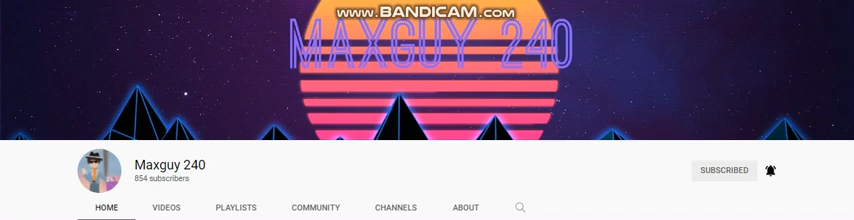 www.BANDICAM.com
MAXGUY 240
Maxguy 240
854 subscribers
SUBSCRIBED
HOME VIDEOS PLAYLISTS COMMUNITY CHANNELS ABOUT